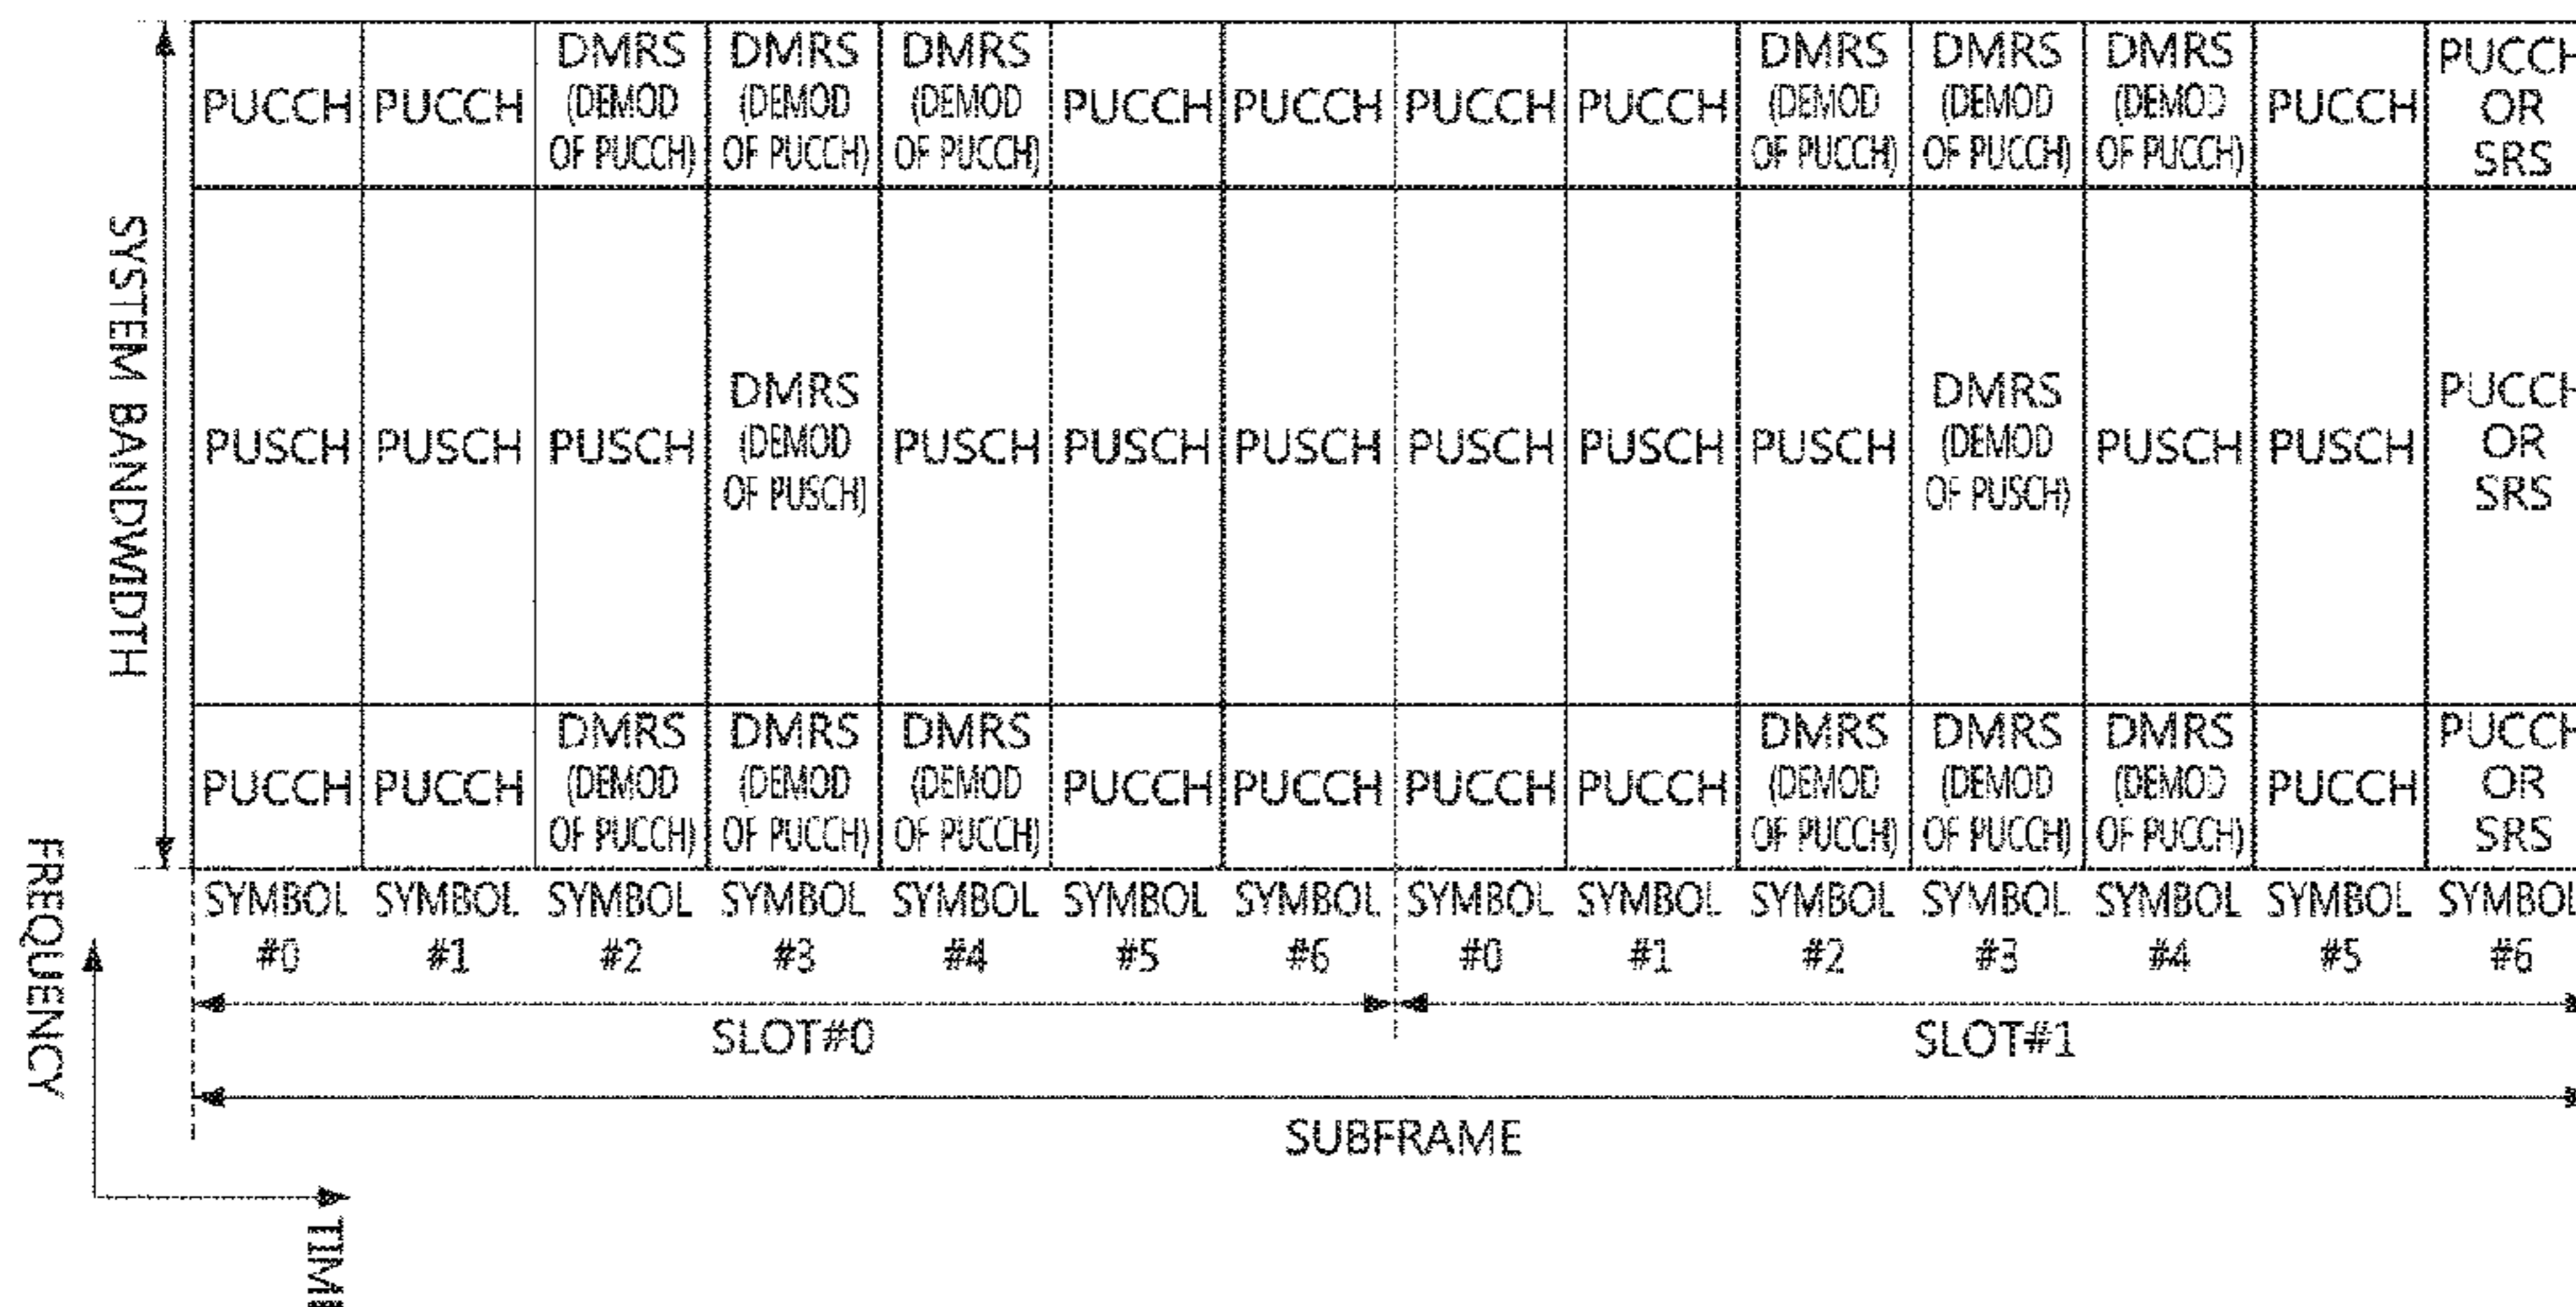 SYSTEM BANDWIDTH
PUCCH
PUCCH
DMRS
(DEMOD
OF PUCCH)
DMRS
(DEMOD
OF PUCCH)
DMRS
(DEMOD
OF PUCCH)
PUCCH
PUCCH
PUCCH
PUCCH
DMRS
(DEMOD
OF PUCCH)
DMRS
(DEMOD
OF PUCCH)
DMRS
(DEMOD
OF PUCCH)
PUCCH
PUCCH
OR
SRS
PUSCH
PUSCH
PUSCH
DMRS
(DEMOD
OF PUSCH)
PUSCH
PUSCH
PUSCH
PUSCH
PUSCH
PUSCH
DMRS
(DEMOD
OF PUSCH)
PUSCH
PUSCH
PUCCH
OR
SRS
PUCCH
PUCCH
DMRS
(DEMOD
OF PUCCH)
DMRS
(DEMOD
OF PUCCH)
DMRS
(DEMOD
OF PUCCH)
PUCCH
PUCCH
PUCCH
PUCCH
DMRS
(DEMOD
OF PUCCH)
DMRS
(DEMOD
OF PUCCH)
DMRS
(DEMOD
OF PUCCH)
PUCCH
PUCCH
OR
SRS
SYMBOL
#0
SYMBOL
#1
SYMBOL
#2
SYMBOL
#3
SYMBOL
#4
SYMBOL
#5
SYMBOL
#6
SYMBOL
#0
SYMBOL
#1
SYMBOL
#2
SYMBOL
#3
SYMBOL
#4
SYMBOL
#5
SYMBOL
#6
SLOT#0
SLOT#1
SUBFRAME
FREQUENCY